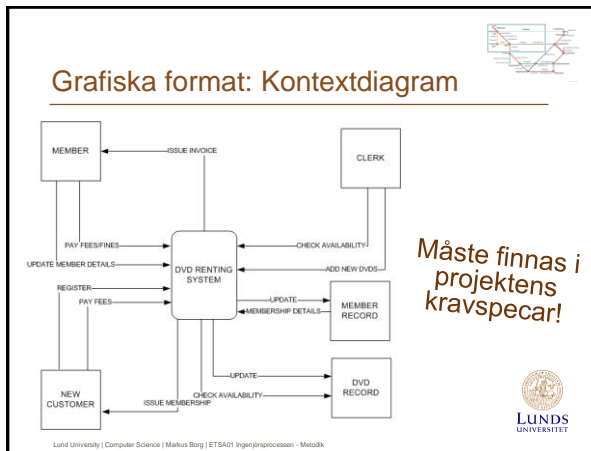 Grafiska format: Kontextdiagram
MEMBER
ISSUE INVOICE
CLERK
PAY FEES/FINES
CHECK AVAILABILITY
UPDATE MEMBER DETAILS
DVD RENTING
SYSTEM
ADD NEW DVDS
REGISTER
PAY FEES
UPDATE
MEMBERSHIP DETAILS
MEMBER
RECORD
Måste finnas i
projektens
kravspecar!
NEW
CUSTOMER
ISSUE MEMBERSHIP
UPDATE
CHECK AVAILABILITY
DVD
RECORD
LUNDS
UNIVERSITET
Lund University | Computer Science | Markus Borg | ETSA01 Ingenjörsprocessen - Metodik